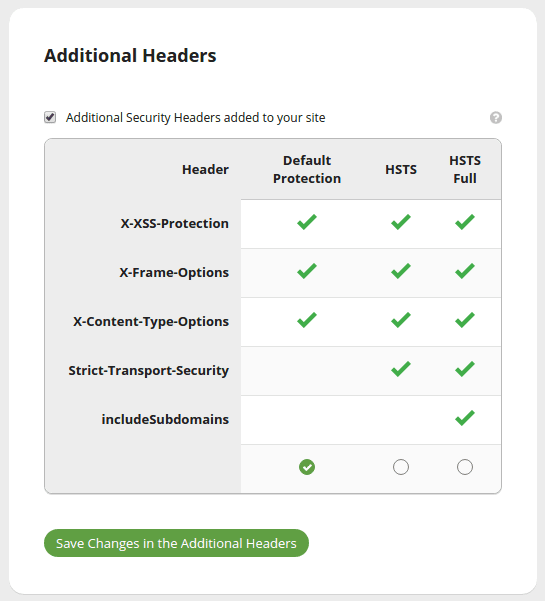 Additional Headers
Additional Security Headers added to your site
?
Header Default Protection HSTS HSTS Full
X-XSS-Protection
X-Frame-Options
X-Content-Type-Options
Strict-Transport-Security
includeSubdomains
Save Changes in the Additional Headers